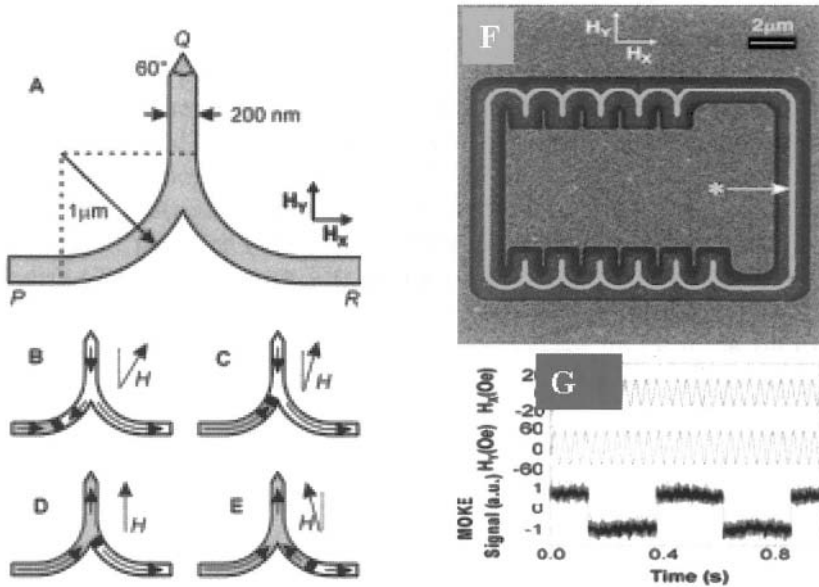 Q
60°
A
200 nm
1μm
H_Y
H_X
P
R
B
H
C
H
D
H
E
H
F
H_Y
H_X
2μm
*
G
20
-20
H_X(Oe)
60
0
-60
H_Y(Oe)
1
0
-1
MOKE
Signal (a.u.)
0.0
0.4
0.8
Time (s)